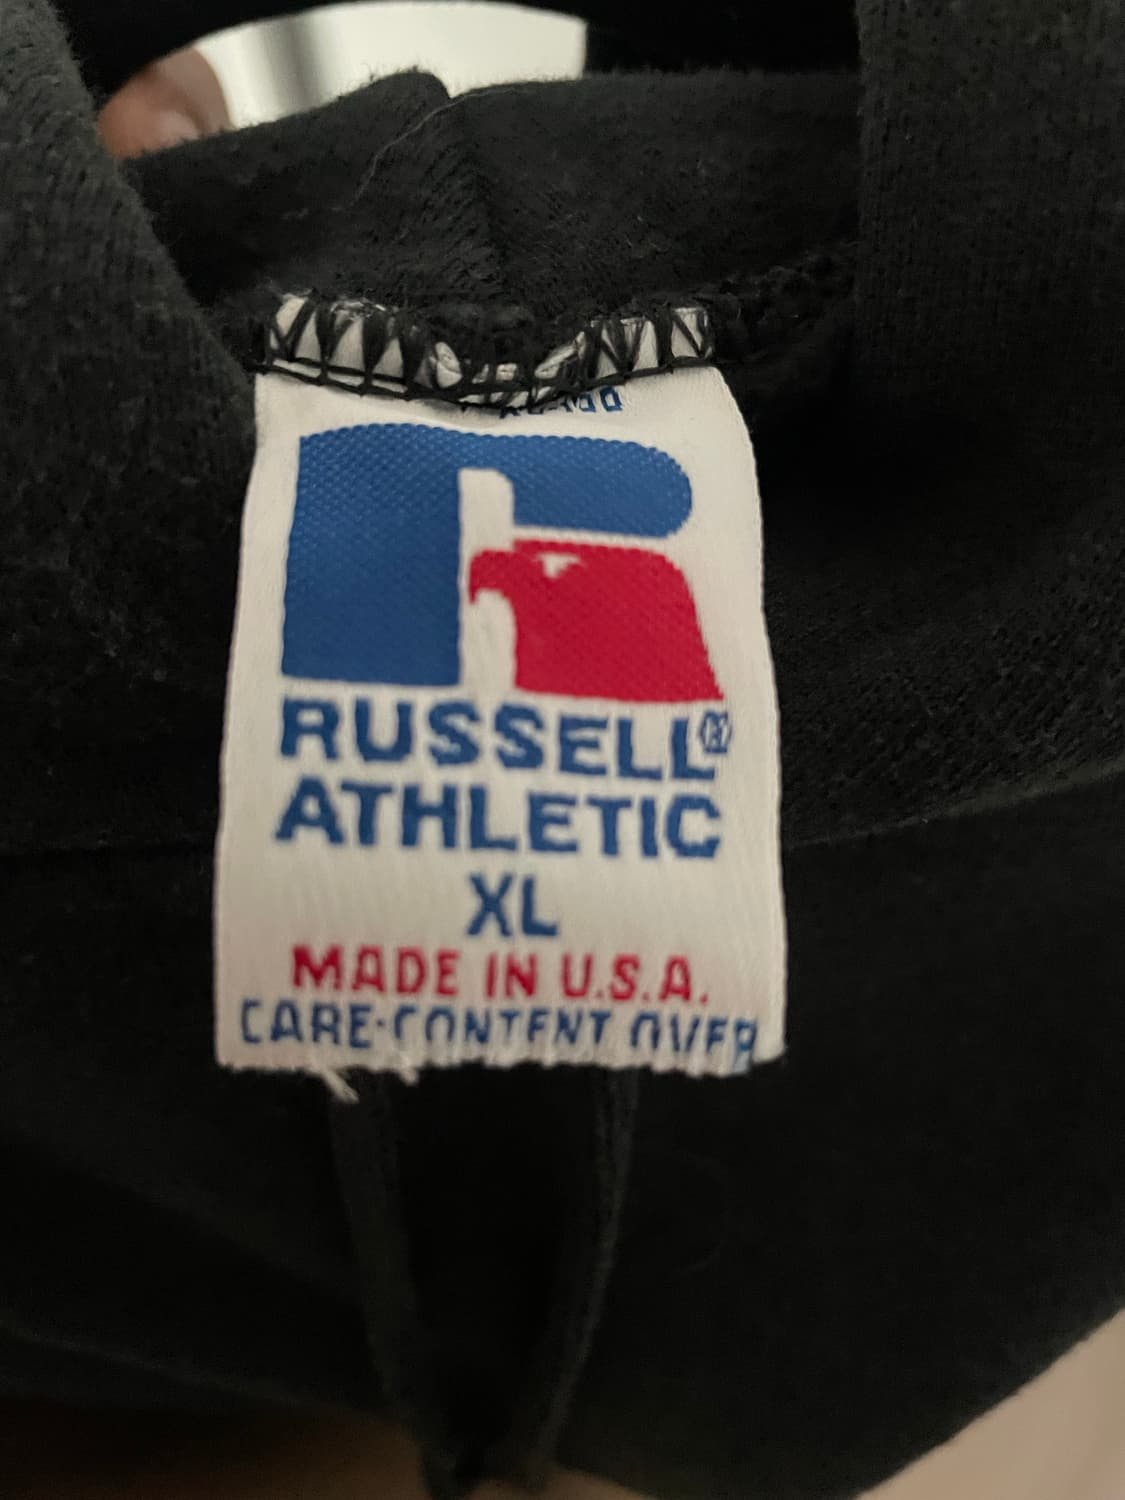 RUSSELL®
ATHLETIC
XL
MADE IN U.S.A.
CARE-CONTENT OVER